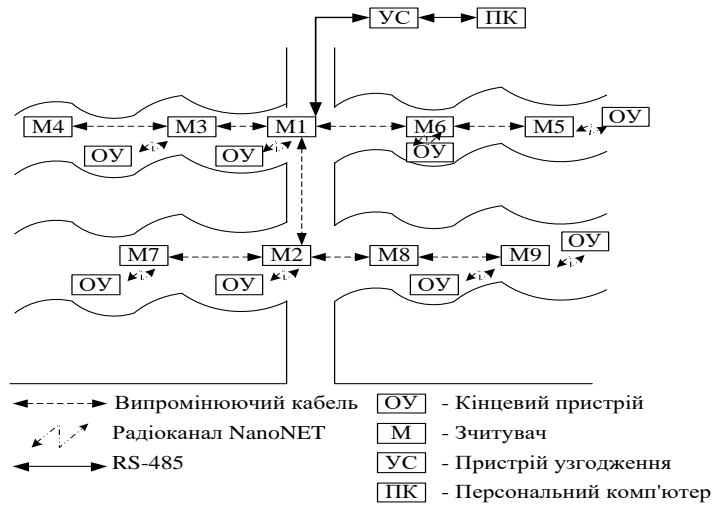 УС ПК
М4 М3 М1 М6 М5 ОУ
ОУ ОУ ОУ
М7 М2 М8 М9 ОУ
ОУ ОУ ОУ
Випромінюючий кабель
Радіоканал NanoNET
RS-485
ОУ - Кінцевий пристрій
М - Зчитувач
УС - Пристрій узгодження
ПК - Персональний комп'ютер